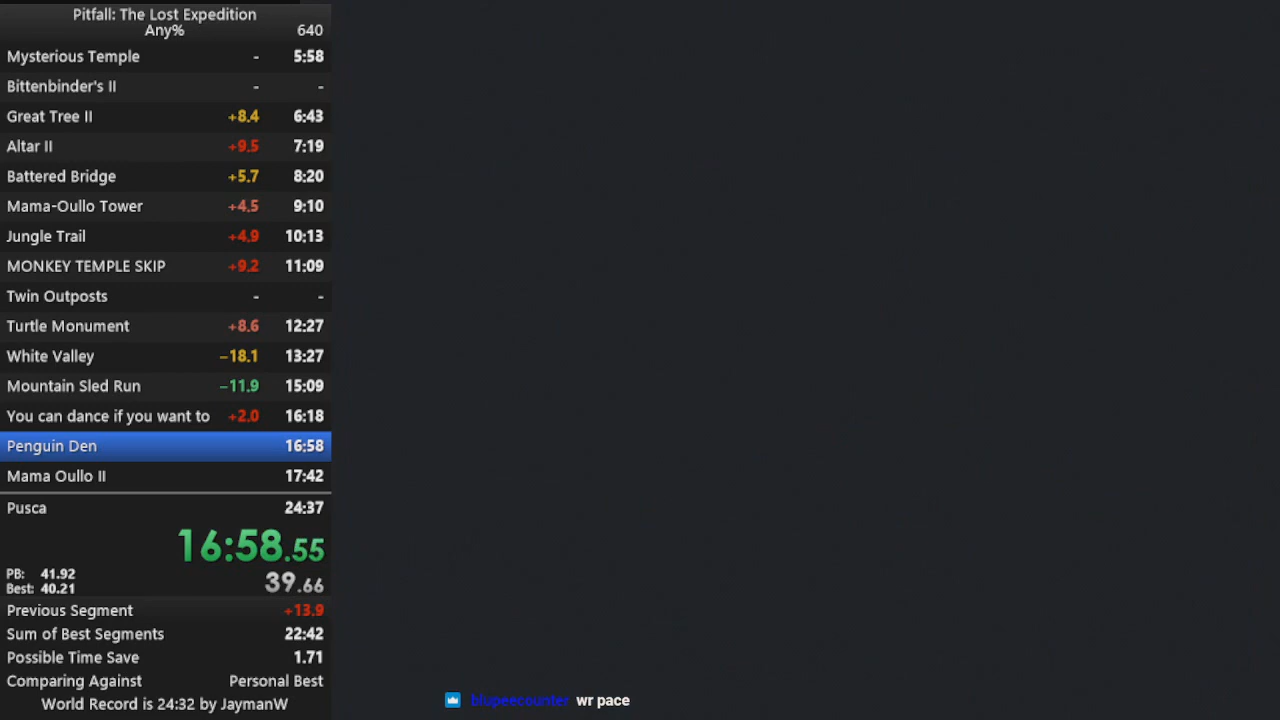 Pitfall: The Lost Expedition
Any% 640
Mysterious Temple - 5:58
Bittenbinder's II - -
Great Tree II +8.4 6:43
Altar II +9.5 7:19
Battered Bridge +5.7 8:20
Mama-Oullo Tower +4.5 9:10
Jungle Trail +4.9 10:13
MONKEY TEMPLE SKIP +9.2 11:09
Twin Outposts - -
Turtle Monument +8.6 12:27
White Valley −18.1 13:27
Mountain Sled Run −11.9 15:09
You can dance if you want to +2.0 16:18
Penguin Den 16:58
Mama Oullo II 17:42
Pusca 24:37
16:58.55
PB: 41.92
Best: 40.21
39.66
Previous Segment +13.9
Sum of Best Segments 22:42
Possible Time Save 1.71
Comparing Against Personal Best
World Record is 24:32 by JaymanW
blupeecounter wr pace